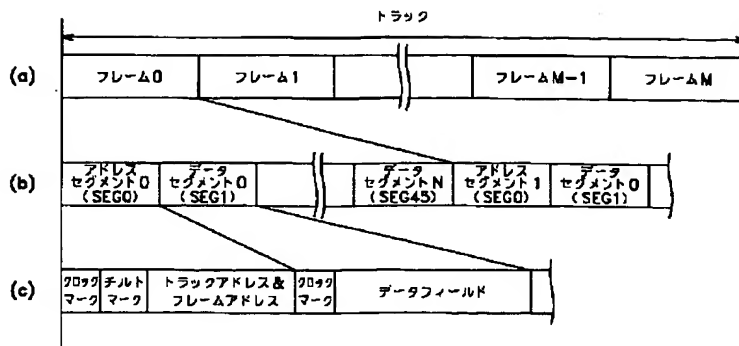 トラック
(a)
フレーム0
フレーム1
フレームM-1
フレームM
(b)
アドレス
セグメント0
(SEG0)
データ
セグメント0
(SEG1)
データ
セグメントN
(SEG45)
アドレス
セグメント1
(SEG0)
データ
セグメント0
(SEG1)
(c)
クロック
マーク
チルト
マーク
トラックアドレス&
フレームアドレス
クロック
マーク
データフィールド